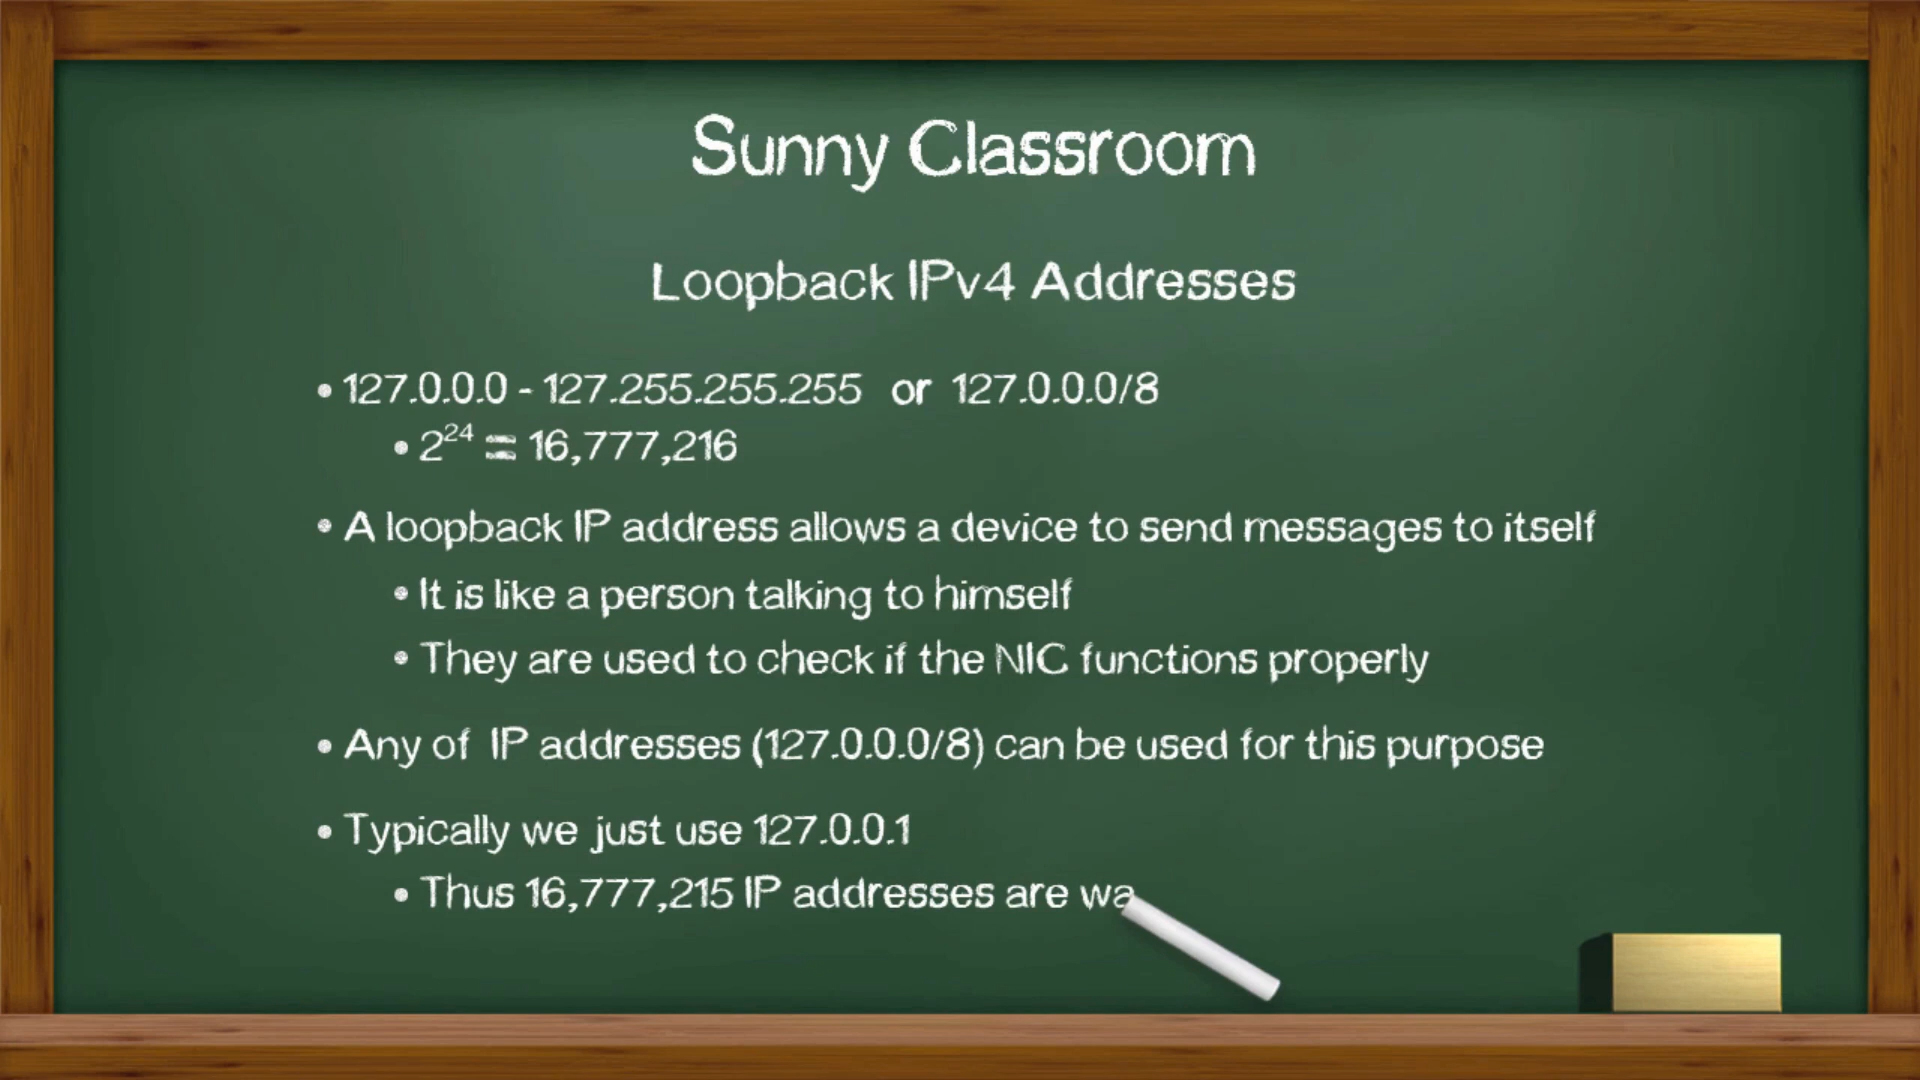 Sunny Classroom
Loopback IPv4 Addresses
• 127.0.0.0 - 127.255.255.255 or 127.0.0.0/8
• 2²⁴ = 16,777,216
• A loopback IP address allows a device to send messages to itself
• It is like a person talking to himself
• They are used to check if the NIC functions properly
• Any of IP addresses (127.0.0.0/8) can be used for this purpose
• Typically we just use 127.0.0.1
• Thus 16,777,215 IP addresses are wa